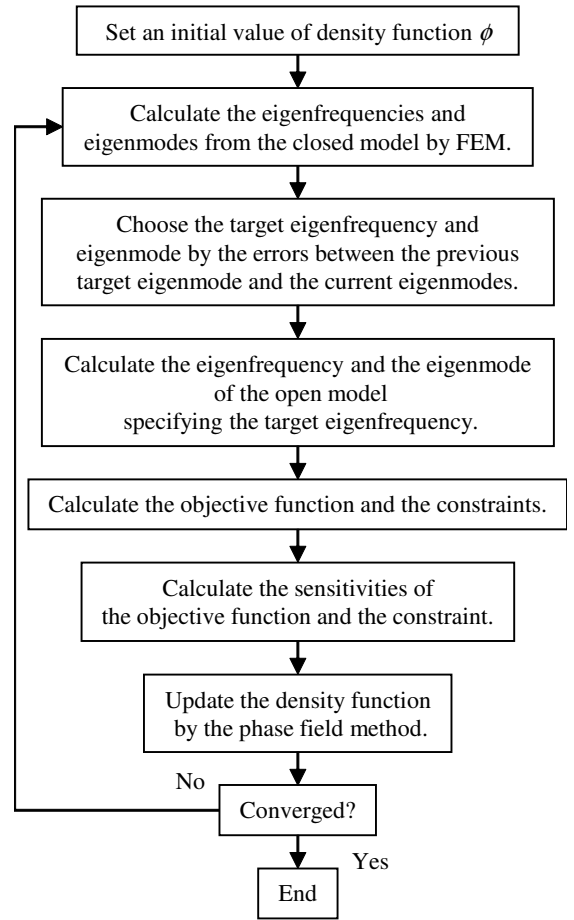 Set an initial value of density function ϕ
Calculate the eigenfrequencies and
eigenmodes from the closed model by FEM.
Choose the target eigenfrequency and
eigenmode by the errors between the previous
target eigenmode and the current eigenmodes.
Calculate the eigenfrequency and the eigenmode
of the open model
specifying the target eigenfrequency.
Calculate the objective function and the constraints.
Calculate the sensitivities of
the objective function and the constraint.
Update the density function
by the phase field method.
No
Converged?
Yes
End